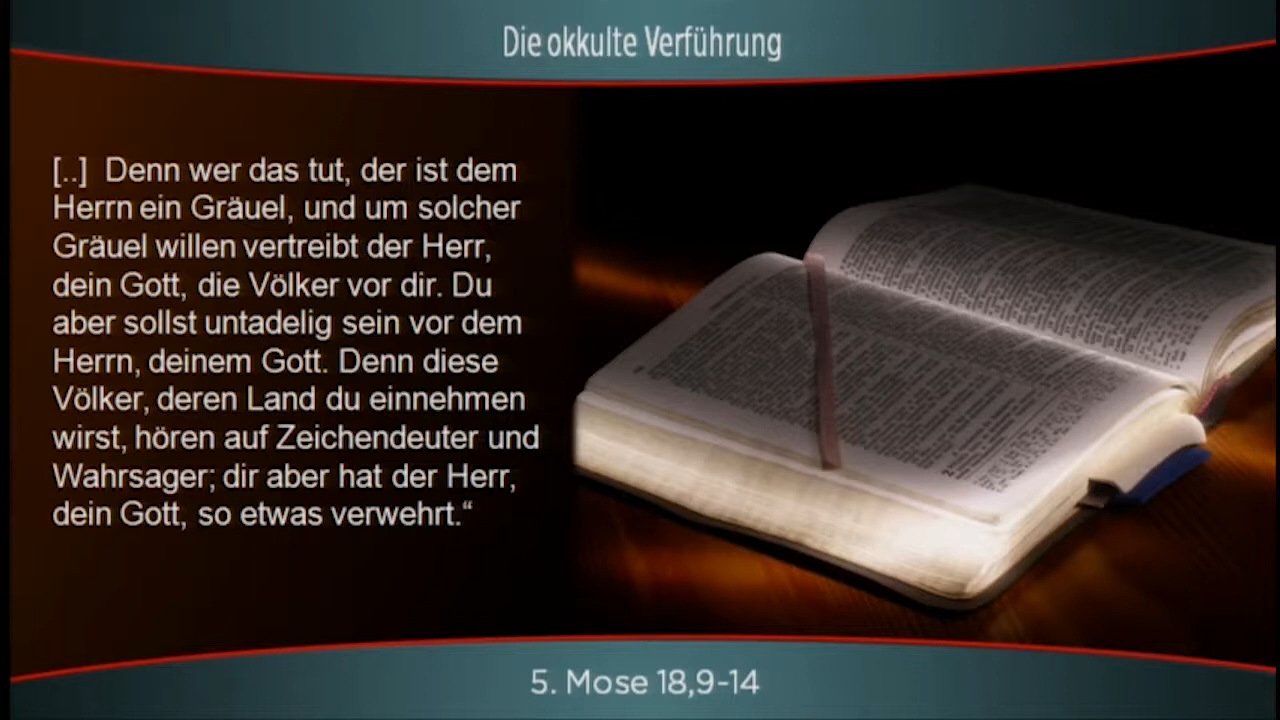 Die okkulte Verführung
[..] Denn wer das tut, der ist dem
Herrn ein Gräuel, und um solcher
Gräuel willen vertreibt der Herr,
dein Gott, die Völker vor dir. Du
aber sollst untadelig sein vor dem
Herrn, deinem Gott. Denn diese
Völker, deren Land du einnehmen
wirst, hören auf Zeichendeuter und
Wahrsager; dir aber hat der Herr,
dein Gott, so etwas verwehrt.“
5. Mose 18,9-14